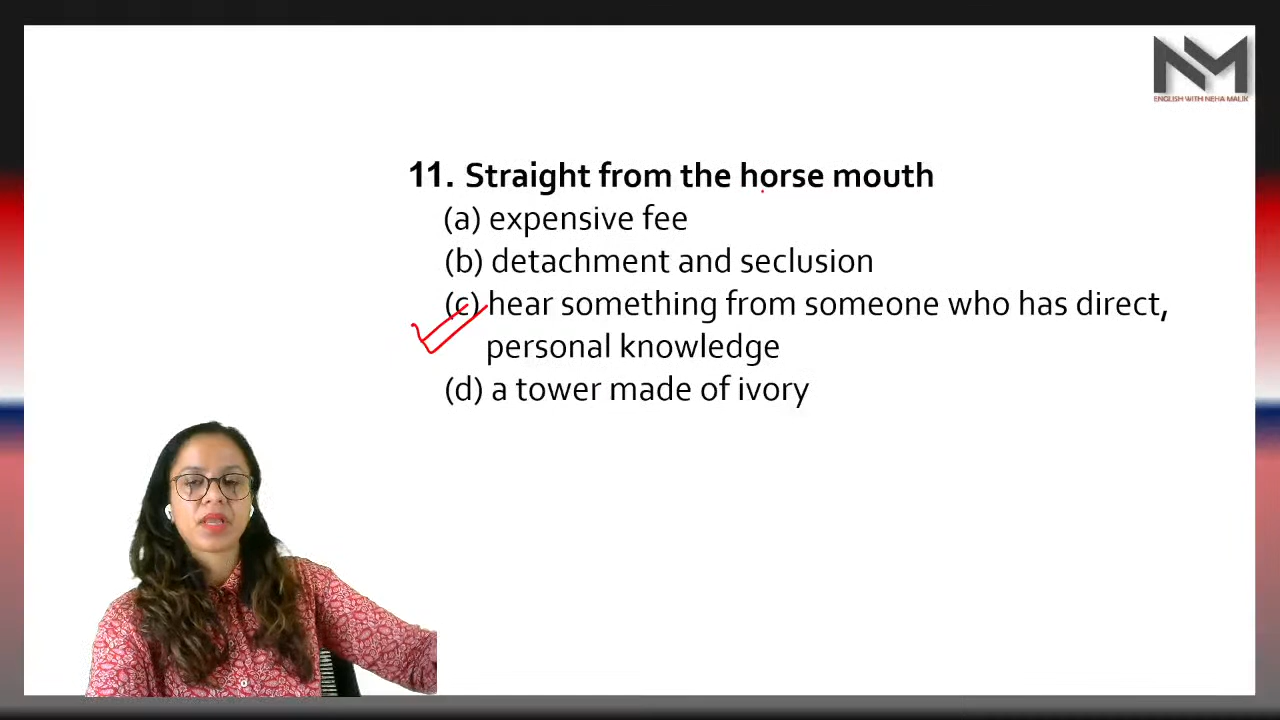 NM
ENGLISH WITH NEHA MALIK
11. Straight from the horse mouth
(a) expensive fee
(b) detachment and seclusion
(c) hear something from someone who has direct,
personal knowledge
(d) a tower made of ivory